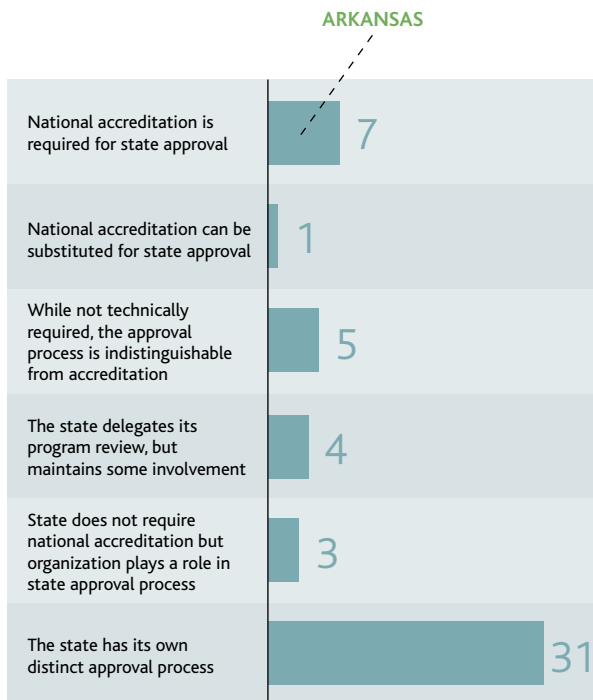 ARKANSAS
National accreditation is
required for state approval
7
National accreditation can be
substituted for state approval
1
While not technically
required, the approval
process is indistinguishable
from accreditation
5
The state delegates its
program review, but
maintains some involvement
4
State does not require
national accreditation but
organization plays a role in
state approval process
3
The state has its own
distinct approval process
31